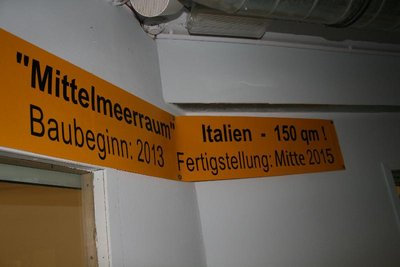 "Mittelmeerraum"
Baubeginn: 2013
Italien - 150 qm !
Fertigstellung: Mitte 2015